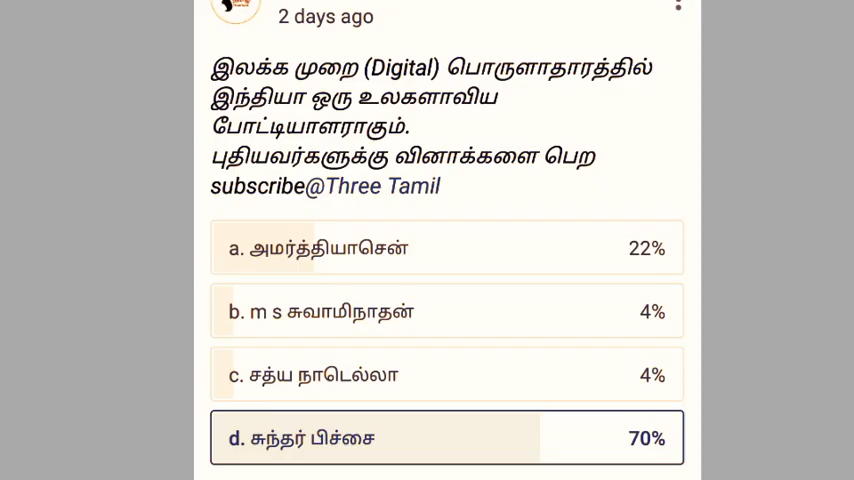 2 days ago
இலக்க முறை (Digital) பொருளாதாரத்தில்
இந்தியா ஒரு உலகளாவிய
போட்டியாளராகும்.
புதியவர்களுக்கு வினாக்களை பெற
subscribe@Three Tamil
a. அமர்த்தியாசென் 22%
b. m s சுவாமிநாதன் 4%
c. சத்ய நாடெல்லா 4%
d. சுந்தர் பிச்சை 70%